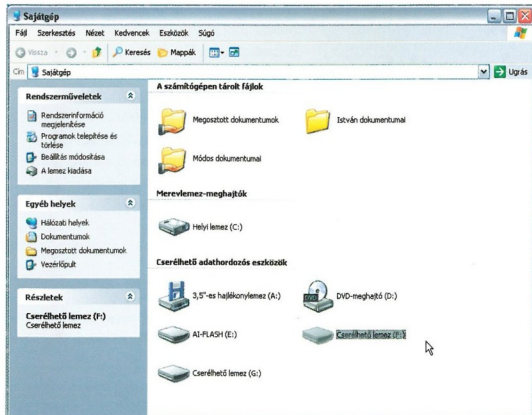 Sajátgép
Fájl Szerkesztés Nézet Kedvencek Eszközök Súgó
Vissza Keresés Mappák
Cím Sajátgép Ugrás
Rendszerműveletek
Rendszerinformáció
megjelenítése
Programok telepítése és
törlése
Beállítás módosítása
A lemez kiadása
Egyéb helyek
Hálózati helyek
Dokumentumok
Megosztott dokumentumok
Vezérlőpult
Részletek
Cserélhető lemez (F:)
Cserélhető lemez
A számítógépen tárolt fájlok
Megosztott dokumentumok
István dokumentumai
Módos dokumentumai
Merevlemez-meghajtók
Helyi lemez (C:)
Cserélhető adathordozós eszközök
3,5"-es hajlékonylemez (A:)
DVD-meghajtó (D:)
AI-FLASH (E:)
Cserélhető lemez (F:)
Cserélhető lemez (G:)